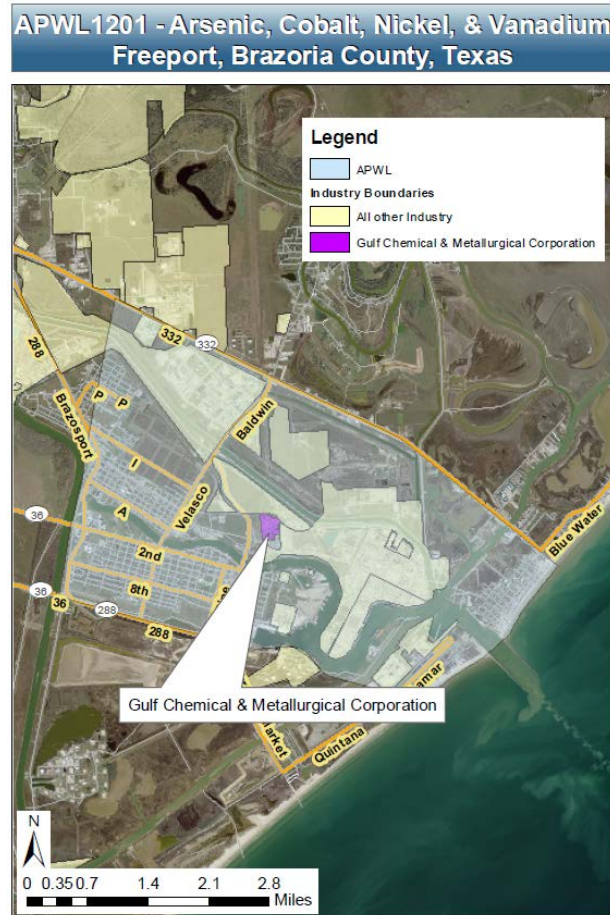 APWL1201 - Arsenic, Cobalt, Nickel, & Vanadium
Freeport, Brazoria County, Texas
Legend
APWL
Industry Boundaries
All other Industry
Gulf Chemical & Metallurgical Corporation
332
332
288
Brazosport
P
P
Baldwin
I
Velasco
A
36
2nd
Blue Water
8th
36
36
288
288
Gulf Chemical & Metallurgical Corporation
Quintana
N
0 0.35 0.7 1.4 2.1 2.8
Miles